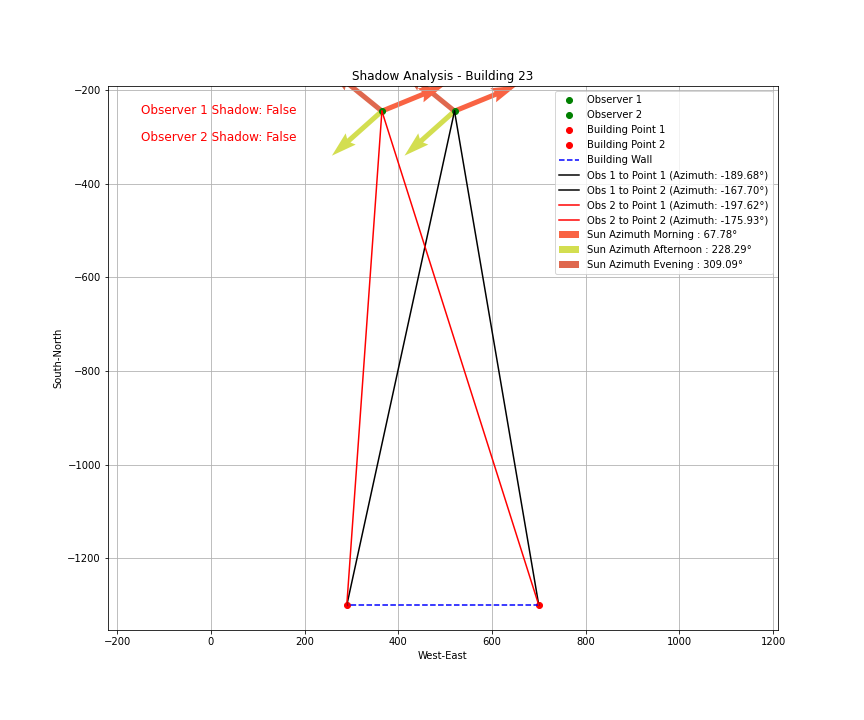 Shadow Analysis - Building 23
Observer 1 Shadow: False
Observer 2 Shadow: False
Observer 1
Observer 2
Building Point 1
Building Point 2
Building Wall
Obs 1 to Point 1 (Azimuth: -189.68°)
Obs 1 to Point 2 (Azimuth: -167.70°)
Obs 2 to Point 1 (Azimuth: -197.62°)
Obs 2 to Point 2 (Azimuth: -175.93°)
Sun Azimuth Morning : 67.78°
Sun Azimuth Afternoon : 228.29°
Sun Azimuth Evening : 309.09°
South-North
−200
−400
−600
−800
−1000
−1200
−200
0
200
400
600
800
1000
1200
West-East